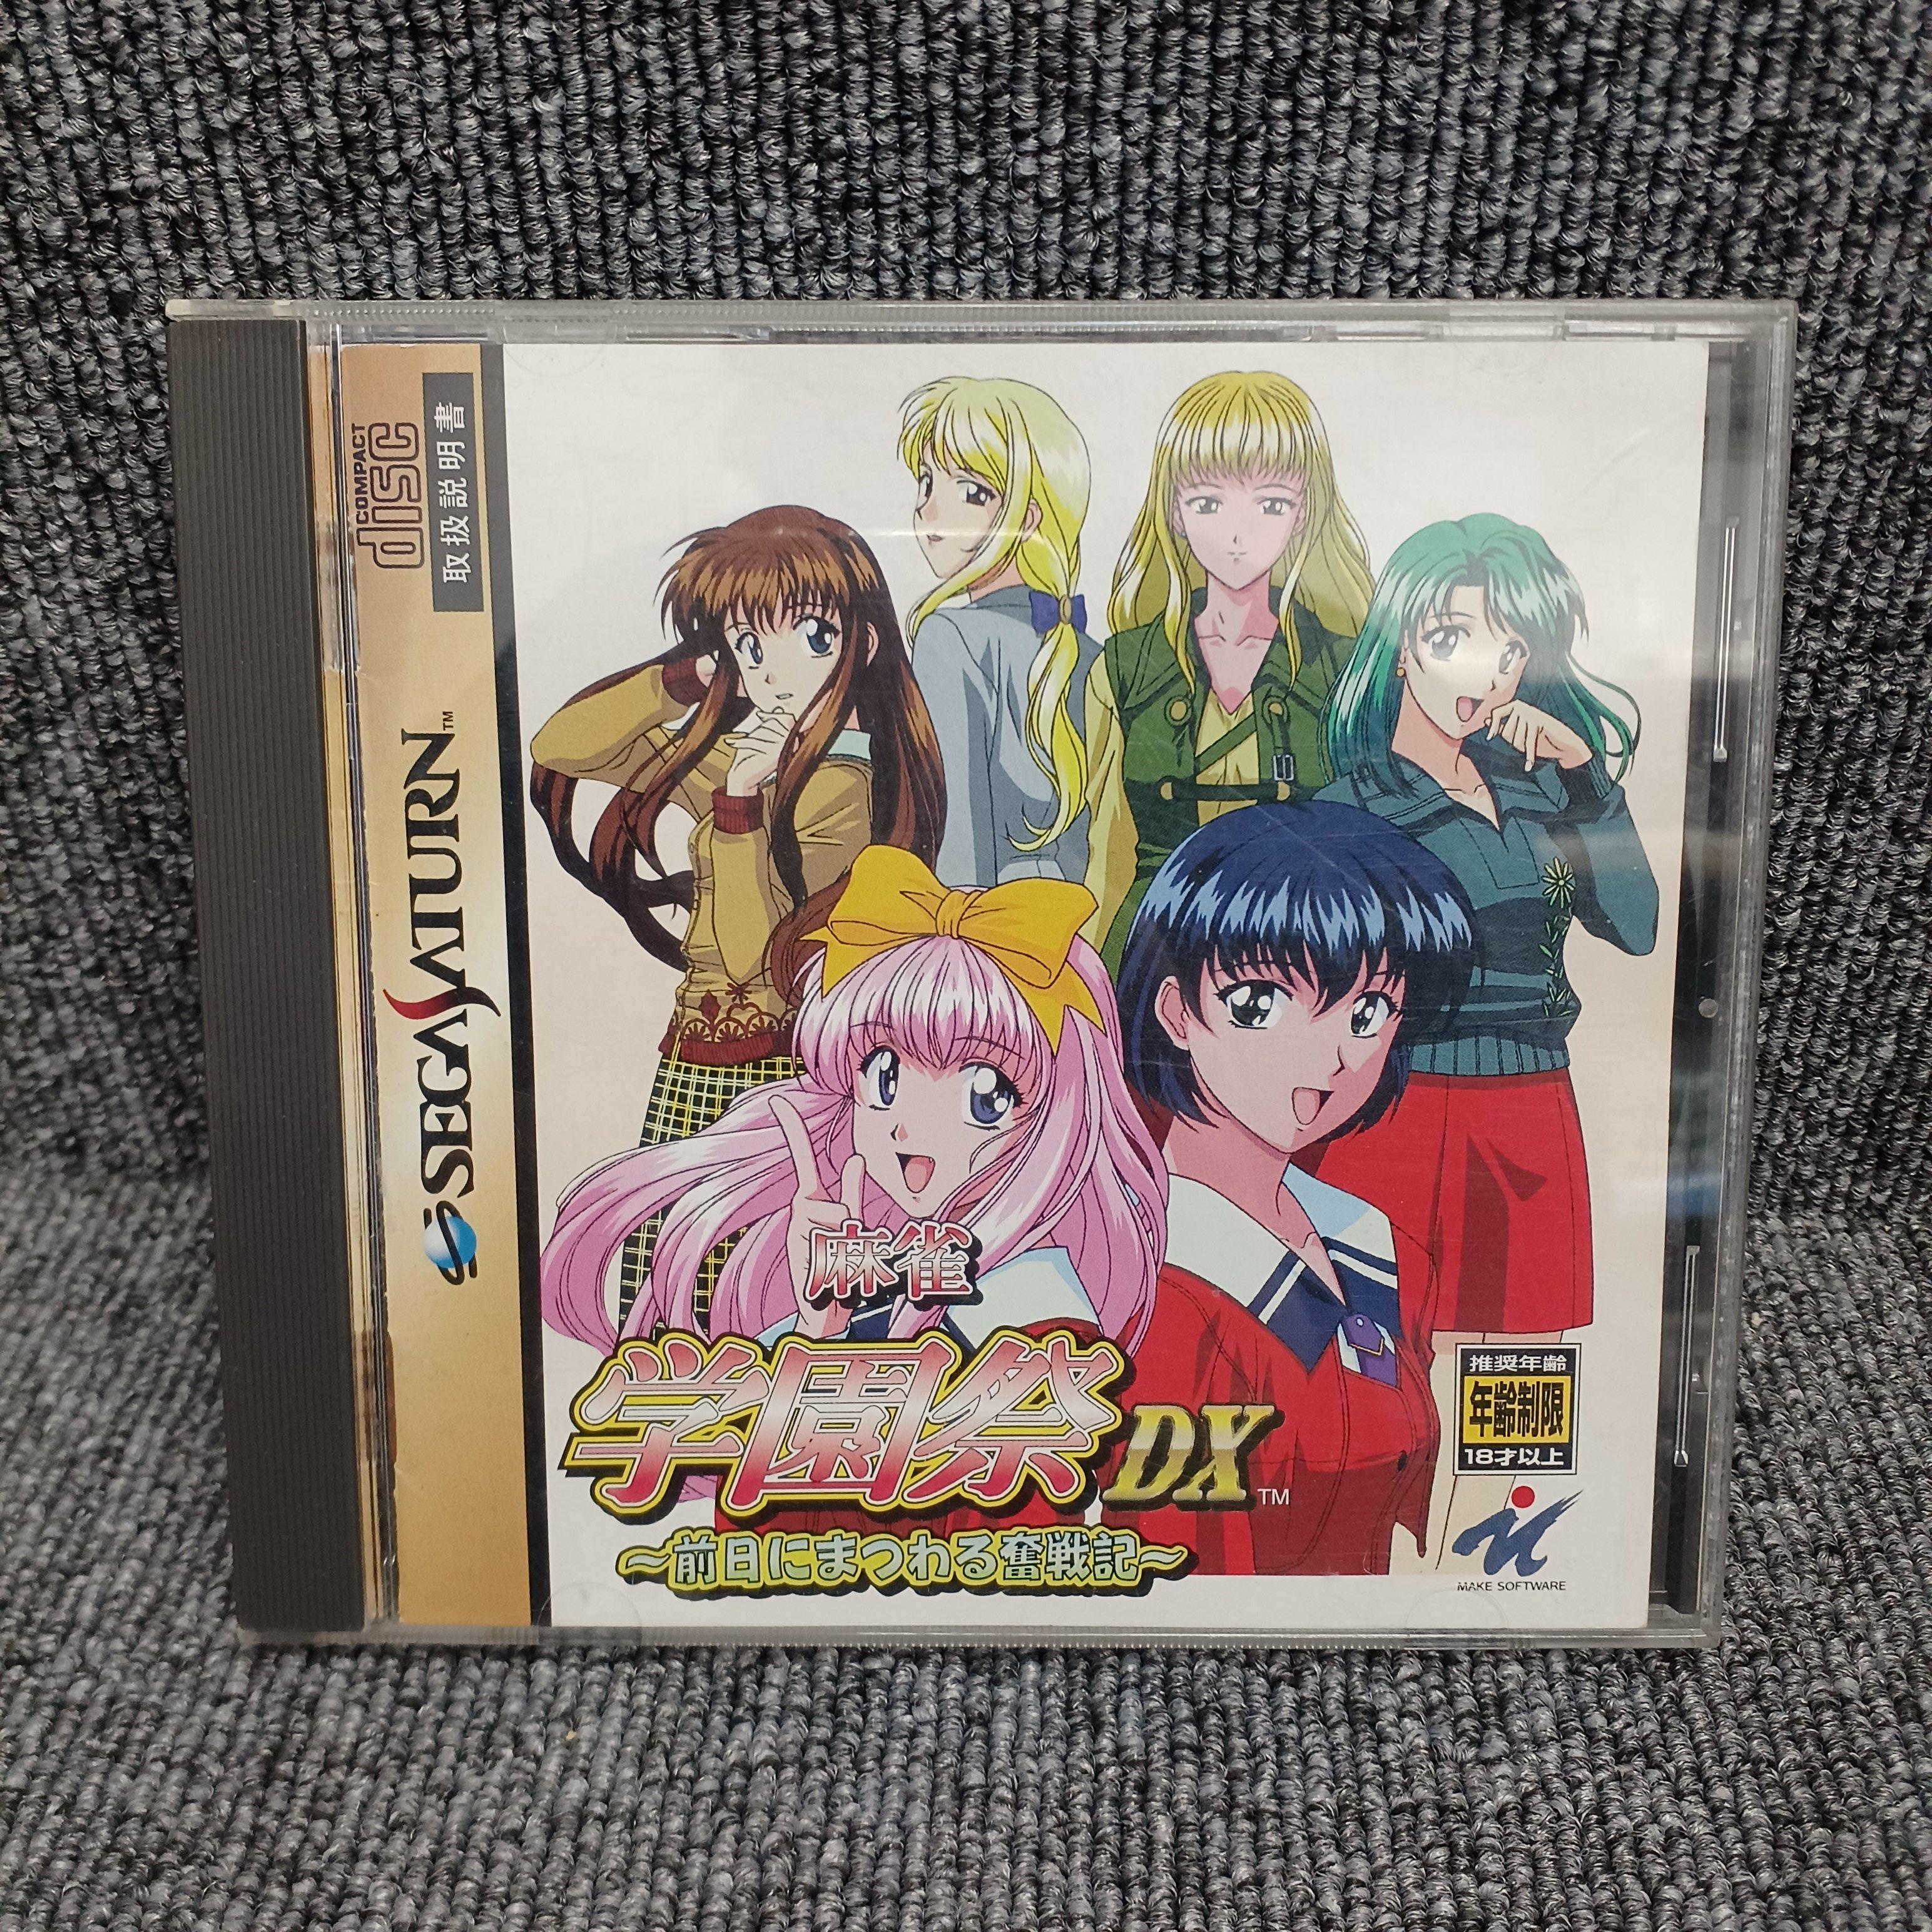 COMPACT
disc
取扱説明書
SEGA SATURN™
麻雀
学園祭DX™
～前日にまつわる奮戦記～
推奨年齢
年齢制限
18才以上
MAKE SOFTWARE